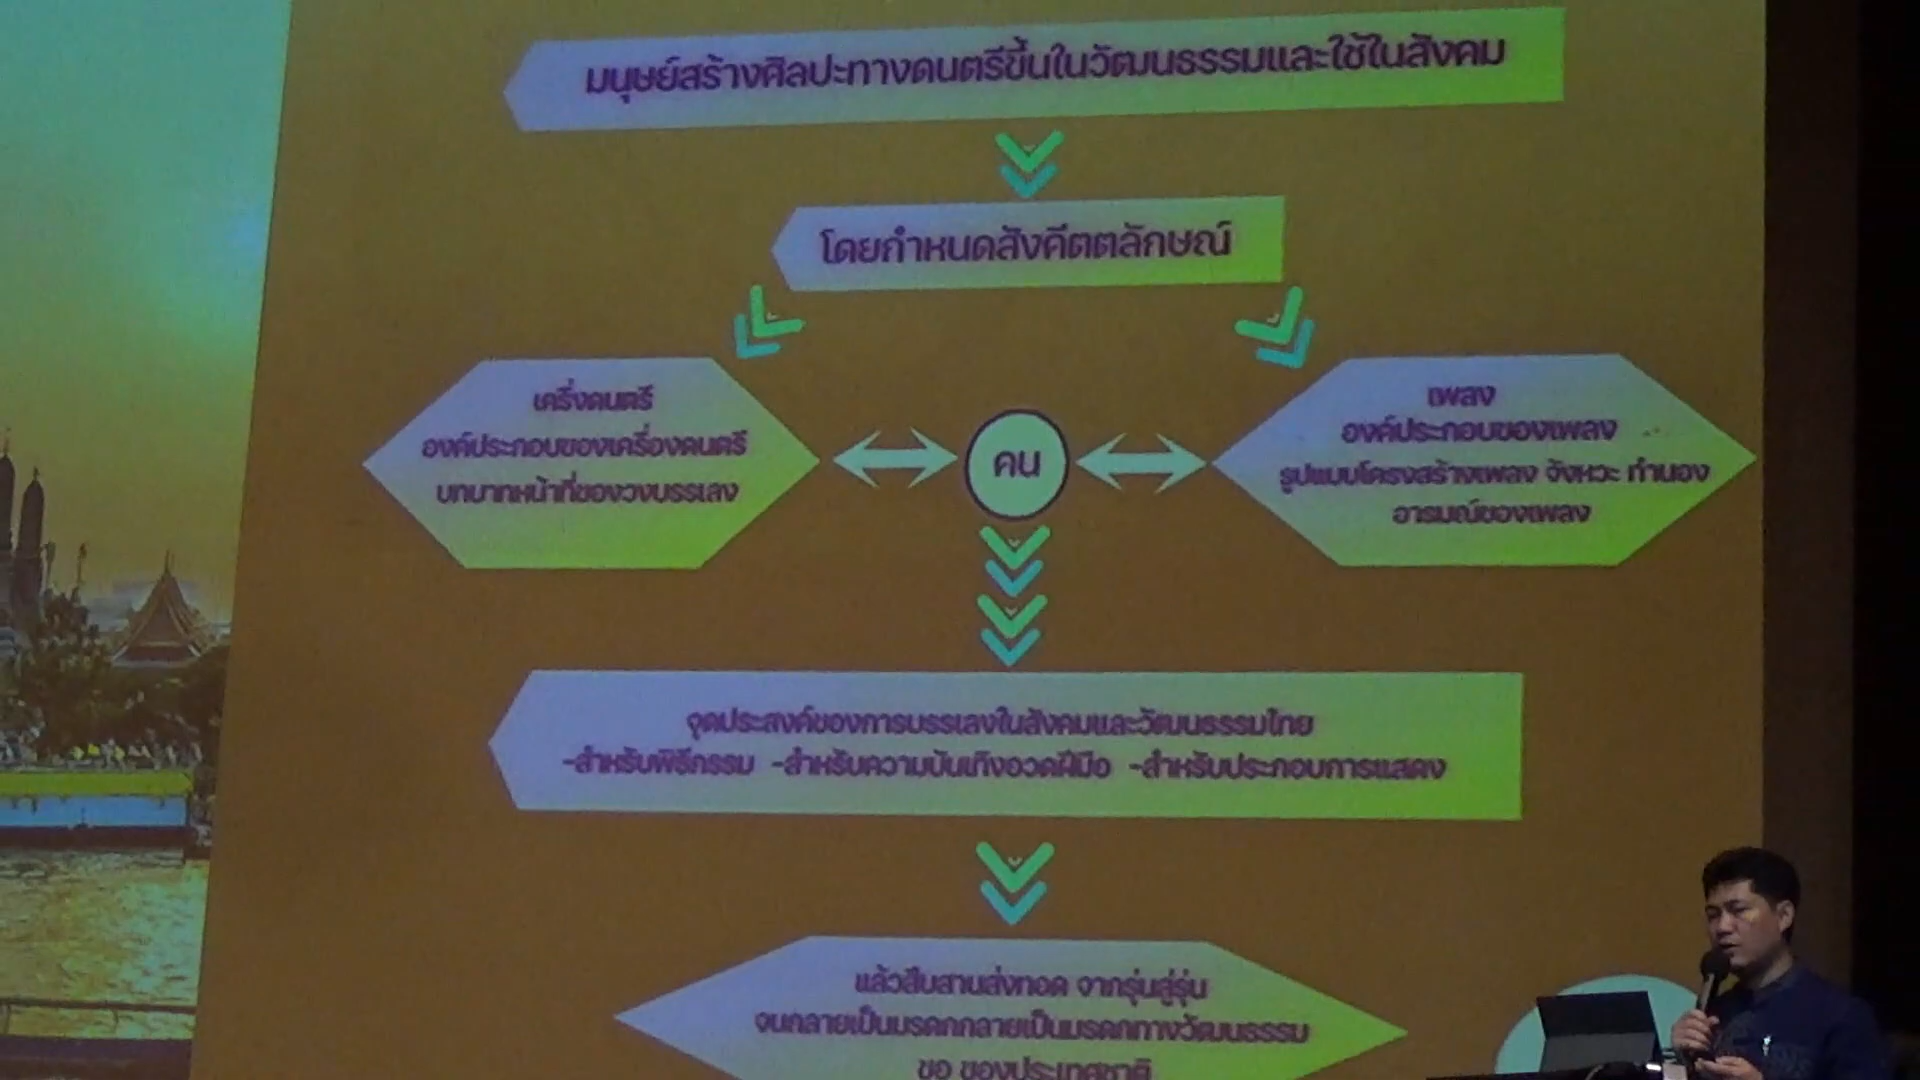 มนุษย์สร้างศิลปะทางดนตรีขึ้นในวัฒนธรรมและใช้ในสังคม
โดยกำหนดสังคีตตลักษณ์
เครึ่งดนตรี
องค์ประกอบของเครื่องดนตรี
บทบาทหน้าที่ของวงบรรเลง
คน
เพลง
องค์ประกอบของเพลง
รูปแบบโครงสร้างเพลง จังหวะ ทำนอง
อารมณ์ของเพลง
จุดประสงค์ของการบรรเลงในสังคมและวัฒนธรรมไทย
-สำหรับพิธีกรรม -สำหรับความบันเทิงอวดฝีมือ -สำหรับประกอบการแสดง
แล้วสืบสานส่งทอด จากรุ่นสู่รุ่น
จนกลายเป็นมรดกกลายเป็นมรดกทางวัฒนธรรม
ขอ ของประเทศชาติ